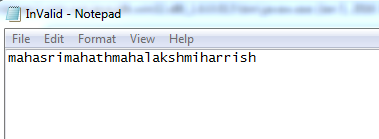 InValid - Notepad
File Edit Format View Help
mahasrimahathmahalakshmiharrish